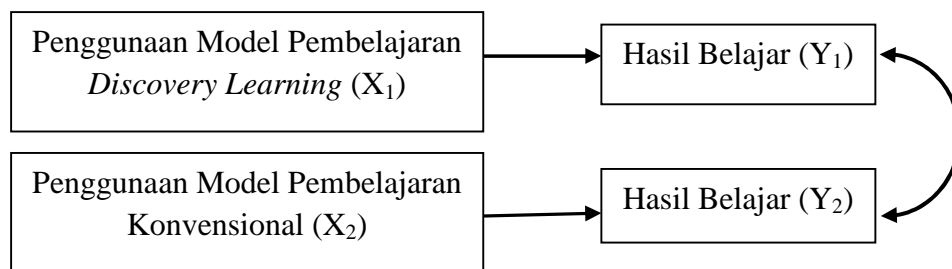 Penggunaan Model Pembelajaran
Discovery Learning (X₁)
Hasil Belajar (Y₁)
Penggunaan Model Pembelajaran
Konvensional (X₂)
Hasil Belajar (Y₂)